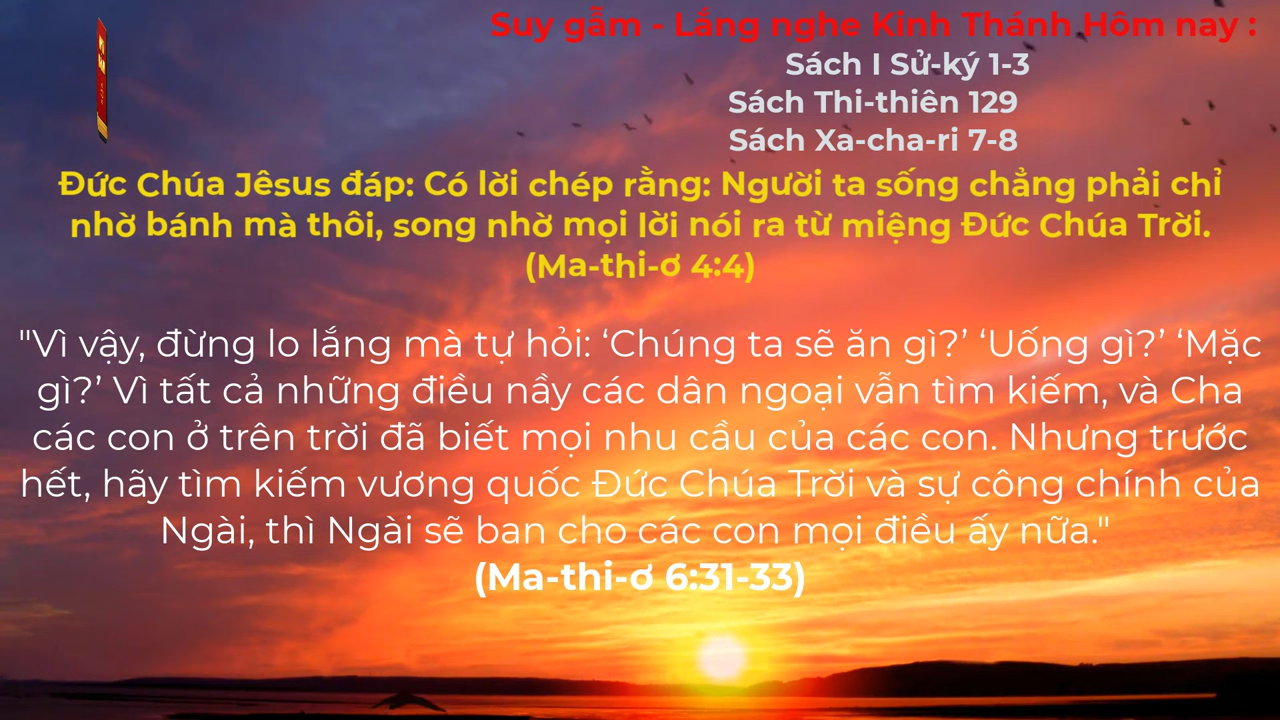 Suy gẫm - Lắng nghe Kinh Thánh Hôm nay :
Sách I Sử-ký 1-3
Sách Thi-thiên 129
Sách Xa-cha-ri 7-8
Đức Chúa Jêsus đáp: Có lời chép rằng: Người ta sống chẳng phải chỉ
nhờ bánh mà thôi, song nhờ mọi lời nói ra từ miệng Đức Chúa Trời.
(Ma-thi-ơ 4:4)
"Vì vậy, đừng lo lắng mà tự hỏi: ‘Chúng ta sẽ ăn gì?’ ‘Uống gì?’ ‘Mặc
gì?’ Vì tất cả những điều nầy các dân ngoại vẫn tìm kiếm, và Cha
các con ở trên trời đã biết mọi nhu cầu của các con. Nhưng trước
hết, hãy tìm kiếm vương quốc Đức Chúa Trời và sự công chính của
Ngài, thì Ngài sẽ ban cho các con mọi điều ấy nữa."
(Ma-thi-ơ 6:31-33)